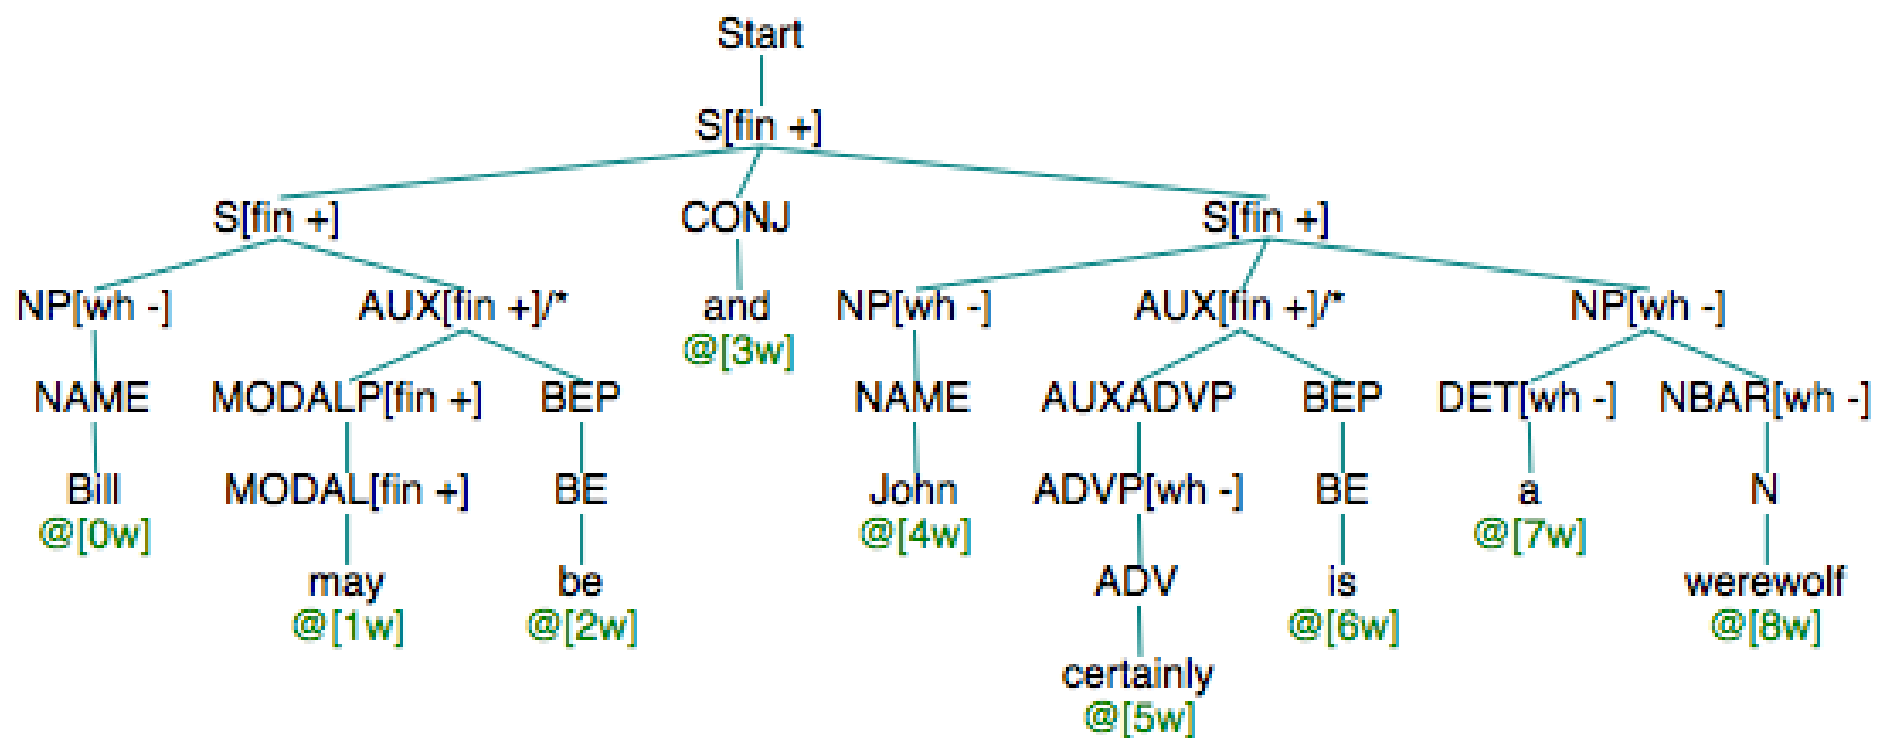 Start
S[fin +]
S[fin +] CONJ S[fin +]
NP[wh -] AUX[fin +]/* and NP[wh -] AUX[fin +]/* NP[wh -]
@[3w]
NAME MODALP[fin +] BEP NAME AUXADVP BEP DET[wh -] NBAR[wh -]
Bill MODAL[fin +] BE John ADVP[wh -] BE a N
@[0w] @[4w] @[7w]
may be ADV is werewolf
@[1w] @[2w] @[6w] @[8w]
certainly
@[5w]